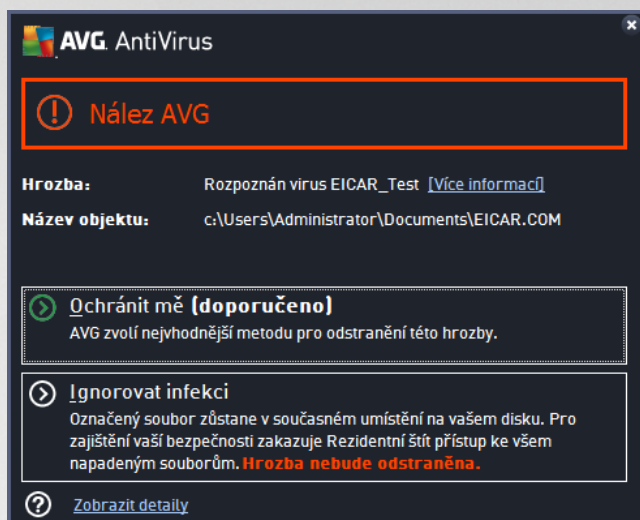 AVG. AntiVirus
Nález AVG
Hrozba: Rozpoznán virus EICAR_Test [Více informací]
Název objektu: c:\Users\Administrator\Documents\EICAR.COM
Ochránit mě (doporučeno)
AVG zvolí nejvhodnější metodu pro odstranění této hrozby.
Ignorovat infekci
Označený soubor zůstane v současném umístění na vašem disku. Pro
zajištění vaší bezpečnosti zakazuje Rezidentní štít přístup ke všem
napadeným souborům. Hrozba nebude odstraněna.
Zobrazit detaily